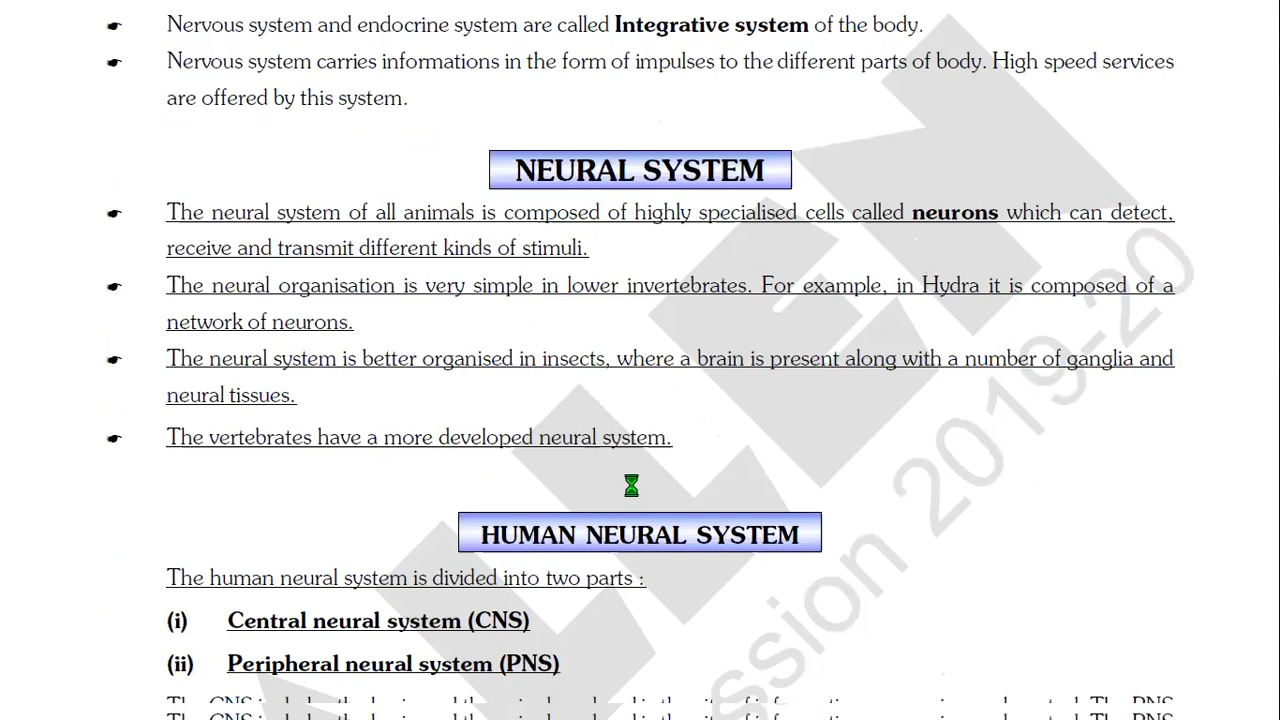 Nervous system and endocrine system are called Integrative system of the body.
Nervous system carries informations in the form of impulses to the different parts of body. High speed services
are offered by this system.
NEURAL SYSTEM
The neural system of all animals is composed of highly specialised cells called neurons which can detect,
receive and transmit different kinds of stimuli.
The neural organisation is very simple in lower invertebrates. For example, in Hydra it is composed of a
network of neurons.
The neural system is better organised in insects, where a brain is present along with a number of ganglia and
neural tissues.
The vertebrates have a more developed neural system.
HUMAN NEURAL SYSTEM
The human neural system is divided into two parts :
(i) Central neural system (CNS)
(ii) Peripheral neural system (PNS)
ALLEN
ssion 2019-20